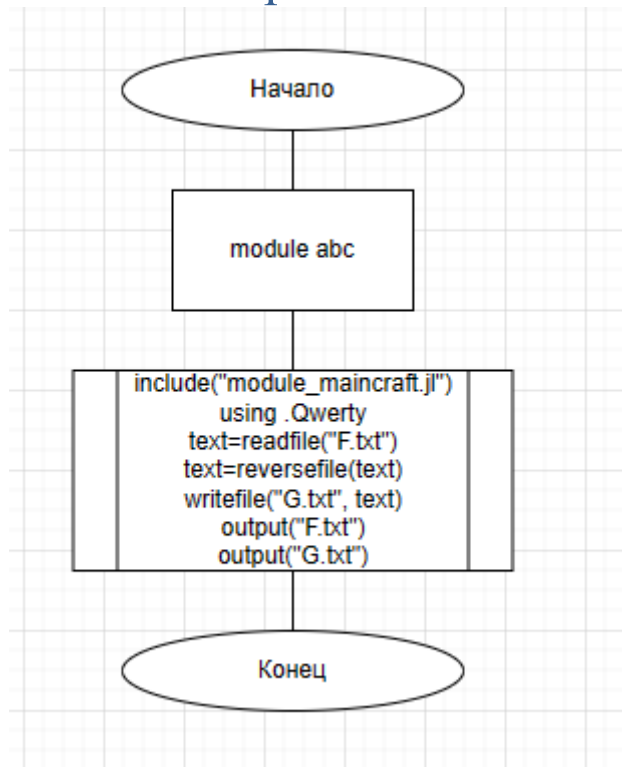 Начало
module abc
include("module_maincraft.jl")
using .Qwerty
text=readfile("F.txt")
text=reversefile(text)
writefile("G.txt", text)
output("F.txt")
output("G.txt")
Конец